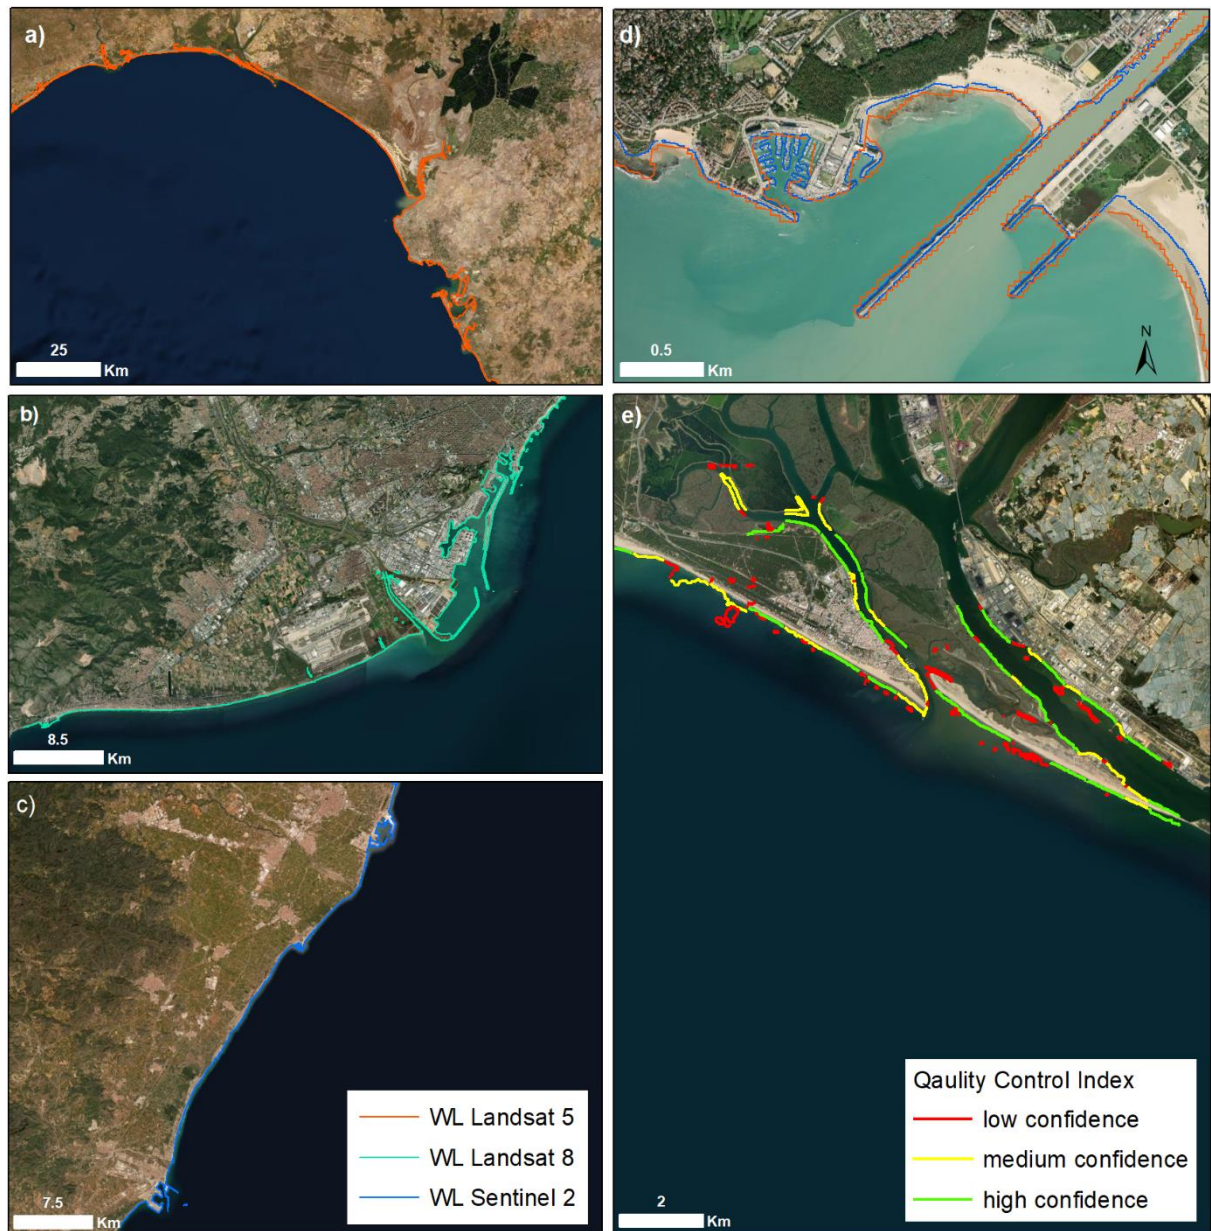 a)
25
Km
b)
8.5
Km
c)
WL Landsat 5
WL Landsat 8
WL Sentinel 2
7.5
Km
d)
N
0.5
Km
e)
Qaulity Control Index
low confidence
medium confidence
high confidence
2
Km